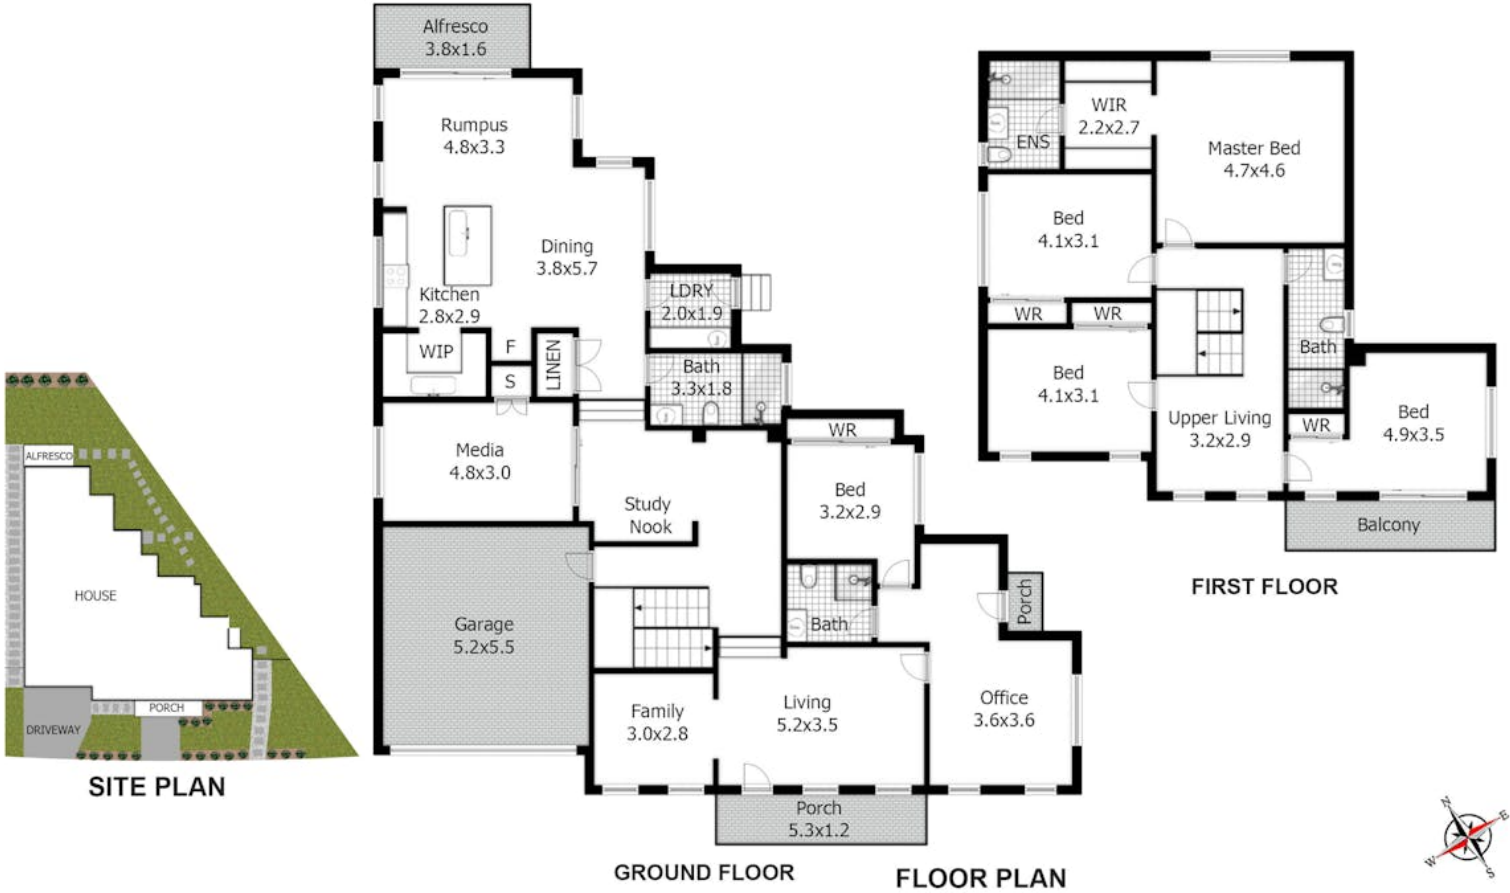 Alfresco
3.8x1.6
Rumpus
4.8x3.3
Dining
3.8x5.7
Kitchen
2.8x2.9
LDRY
2.0x1.9
WIP
F
S
LINEN
Bath
3.3x1.8
Media
4.8x3.0
WR
Bed
3.2x2.9
Study
Nook
Garage
5.2x5.5
Bath
Porch
Family
3.0x2.8
Living
5.2x3.5
Office
3.6x3.6
Porch
5.3x1.2
GROUND FLOOR
WIR
2.2x2.7
ENS
Master Bed
4.7x4.6
Bed
4.1x3.1
WR
WR
Bed
4.1x3.1
Bath
Upper Living
3.2x2.9
WR
Bed
4.9x3.5
Balcony
FIRST FLOOR
ALFRESCO
HOUSE
PORCH
DRIVEWAY
SITE PLAN
FLOOR PLAN
N
E
W
S